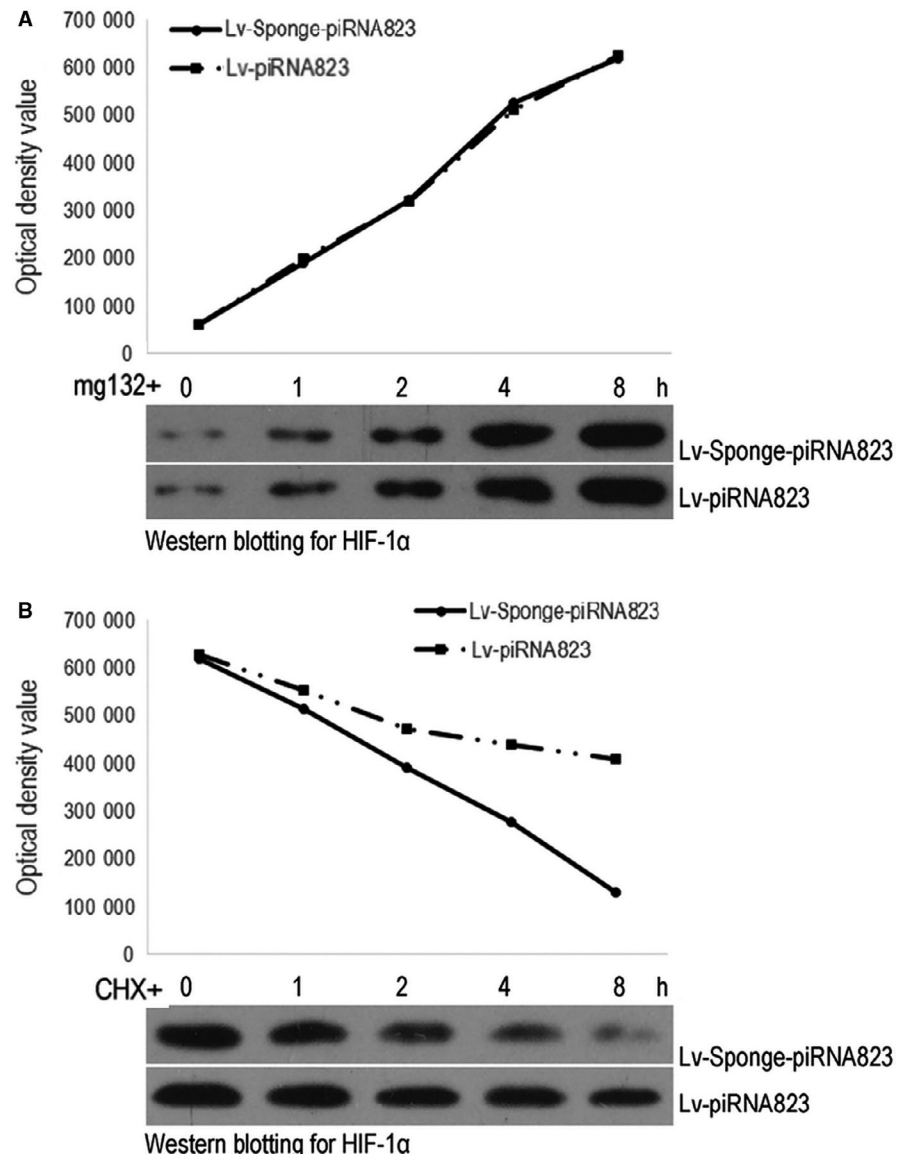 A
700 000
Lv-Sponge-piRNA823
600 000
Lv-piRNA823
500 000
400 000
300 000
200 000
100 000
0
Optical density value
mg132+ 0 1 2 4 8 h
Lv-Sponge-piRNA823
Lv-piRNA823
Western blotting for HIF-1α
B
700 000
Lv-Sponge-piRNA823
600 000
Lv-piRNA823
500 000
400 000
300 000
200 000
100 000
0
Optical density value
CHX+ 0 1 2 4 8 h
Lv-Sponge-piRNA823
Lv-piRNA823
Western blotting for HIF-1α